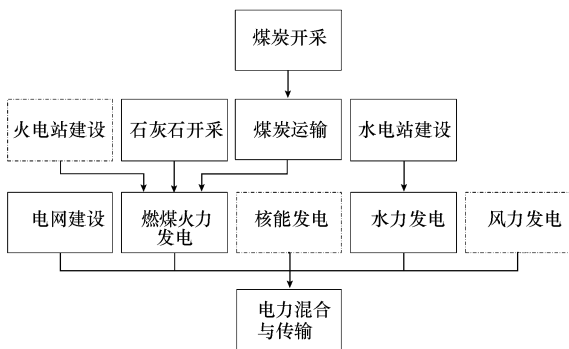 煤炭开采
火电站建设
石灰石开采
煤炭运输
水电站建设
电网建设
燃煤火力
发电
核能发电
水力发电
风力发电
电力混合
与传输